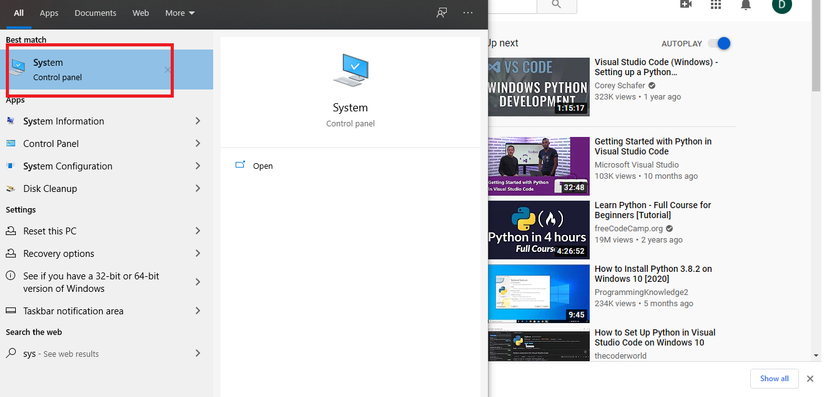 All Apps Documents Web More
Best match
System
Control panel
Apps
System Information
Control Panel
System Configuration
Disk Cleanup
Settings
Reset this PC
Recovery options
See if you have a 32-bit or 64-bit
version of Windows
Taskbar notification area
Search the web
sys - See web results
System
Control panel
Open
D
Up next
AUTOPLAY
VS CODE
WINDOWS PYTHON
DEVELOPMENT
1:15:17
Visual Studio Code (Windows) -
Setting up a Python...
Corey Schafer
323K views • 1 year ago
Getting Started with Python
in Visual Studio Code
32:48
Getting Started with Python in
Visual Studio Code
Microsoft Visual Studio
103K views • 10 months ago
Python in 4 hours
Full Cour
4:26:52
Learn Python - Full Course for
Beginners [Tutorial]
freeCodeCamp.org
19M views • 2 years ago
9:45
How to Install Python 3.8.2 on
Windows 10 [2020]
ProgrammingKnowledge2
234K views • 5 months ago
How to Set Up Python in Visual
Studio Code on Windows 10
thecoderworld
Show all